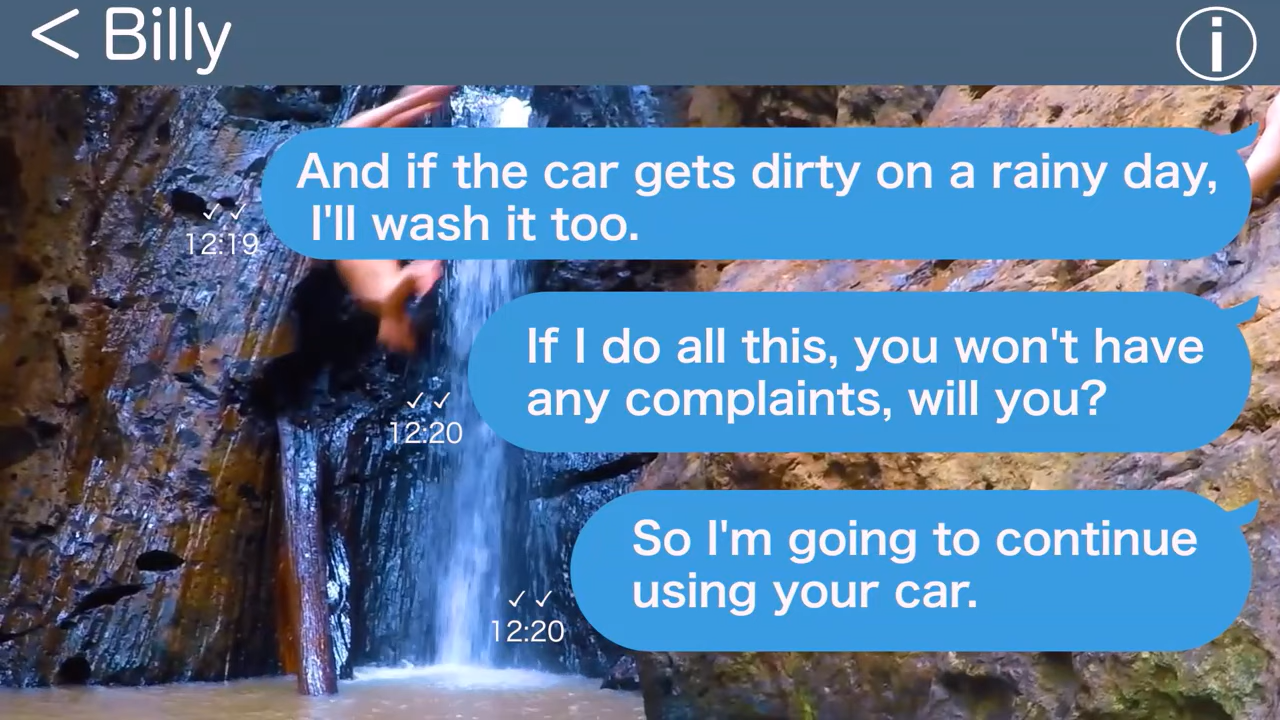 < Billy
i
And if the car gets dirty on a rainy day,
I'll wash it too.
12:19
If I do all this, you won't have
any complaints, will you?
12:20
So I'm going to continue
using your car.
12:20